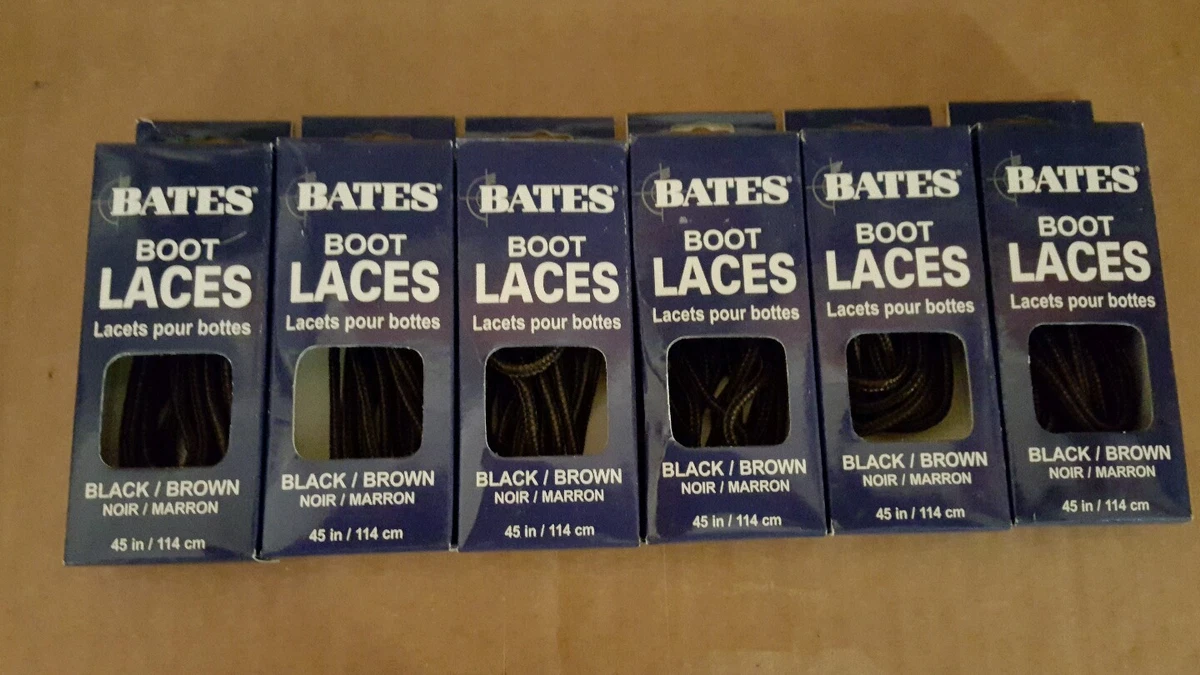 BATES®
BOOT
LACES
Lacets pour bottes
BLACK / BROWN
NOIR / MARRON
45 in / 114 cm
BATES®
BOOT
LACES
Lacets pour bottes
BLACK / BROWN
NOIR / MARRON
45 in / 114 cm
BATES®
BOOT
LACES
Lacets pour bottes
BLACK / BROWN
NOIR / MARRON
45 in / 114 cm
BATES®
BOOT
LACES
Lacets pour bottes
BLACK / BROWN
NOIR / MARRON
45 in / 114 cm
BATES®
BOOT
LACES
Lacets pour bottes
BLACK / BROWN
NOIR / MARRON
45 in / 114 cm
BATES®
BOOT
LACES
Lacets pour bottes
BLACK / BROWN
NOIR / MARRON
45 in / 114 cm